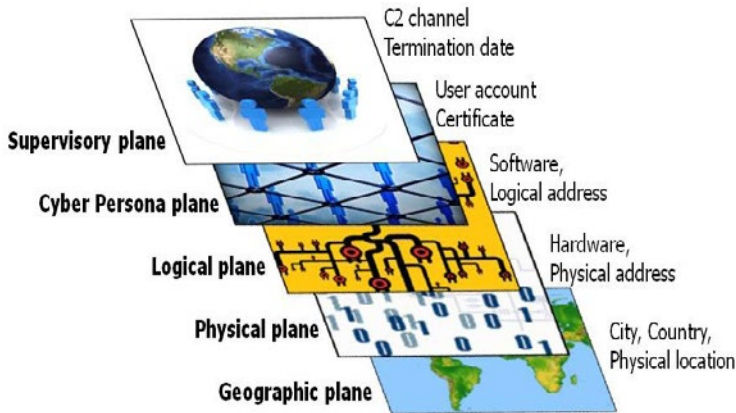 C2 channel
Termination date
Supervisory plane
User account
Certificate
Cyber Persona plane
Software,
Logical address
Logical plane
Hardware,
Physical address
Physical plane
City, Country,
Physical location
Geographic plane